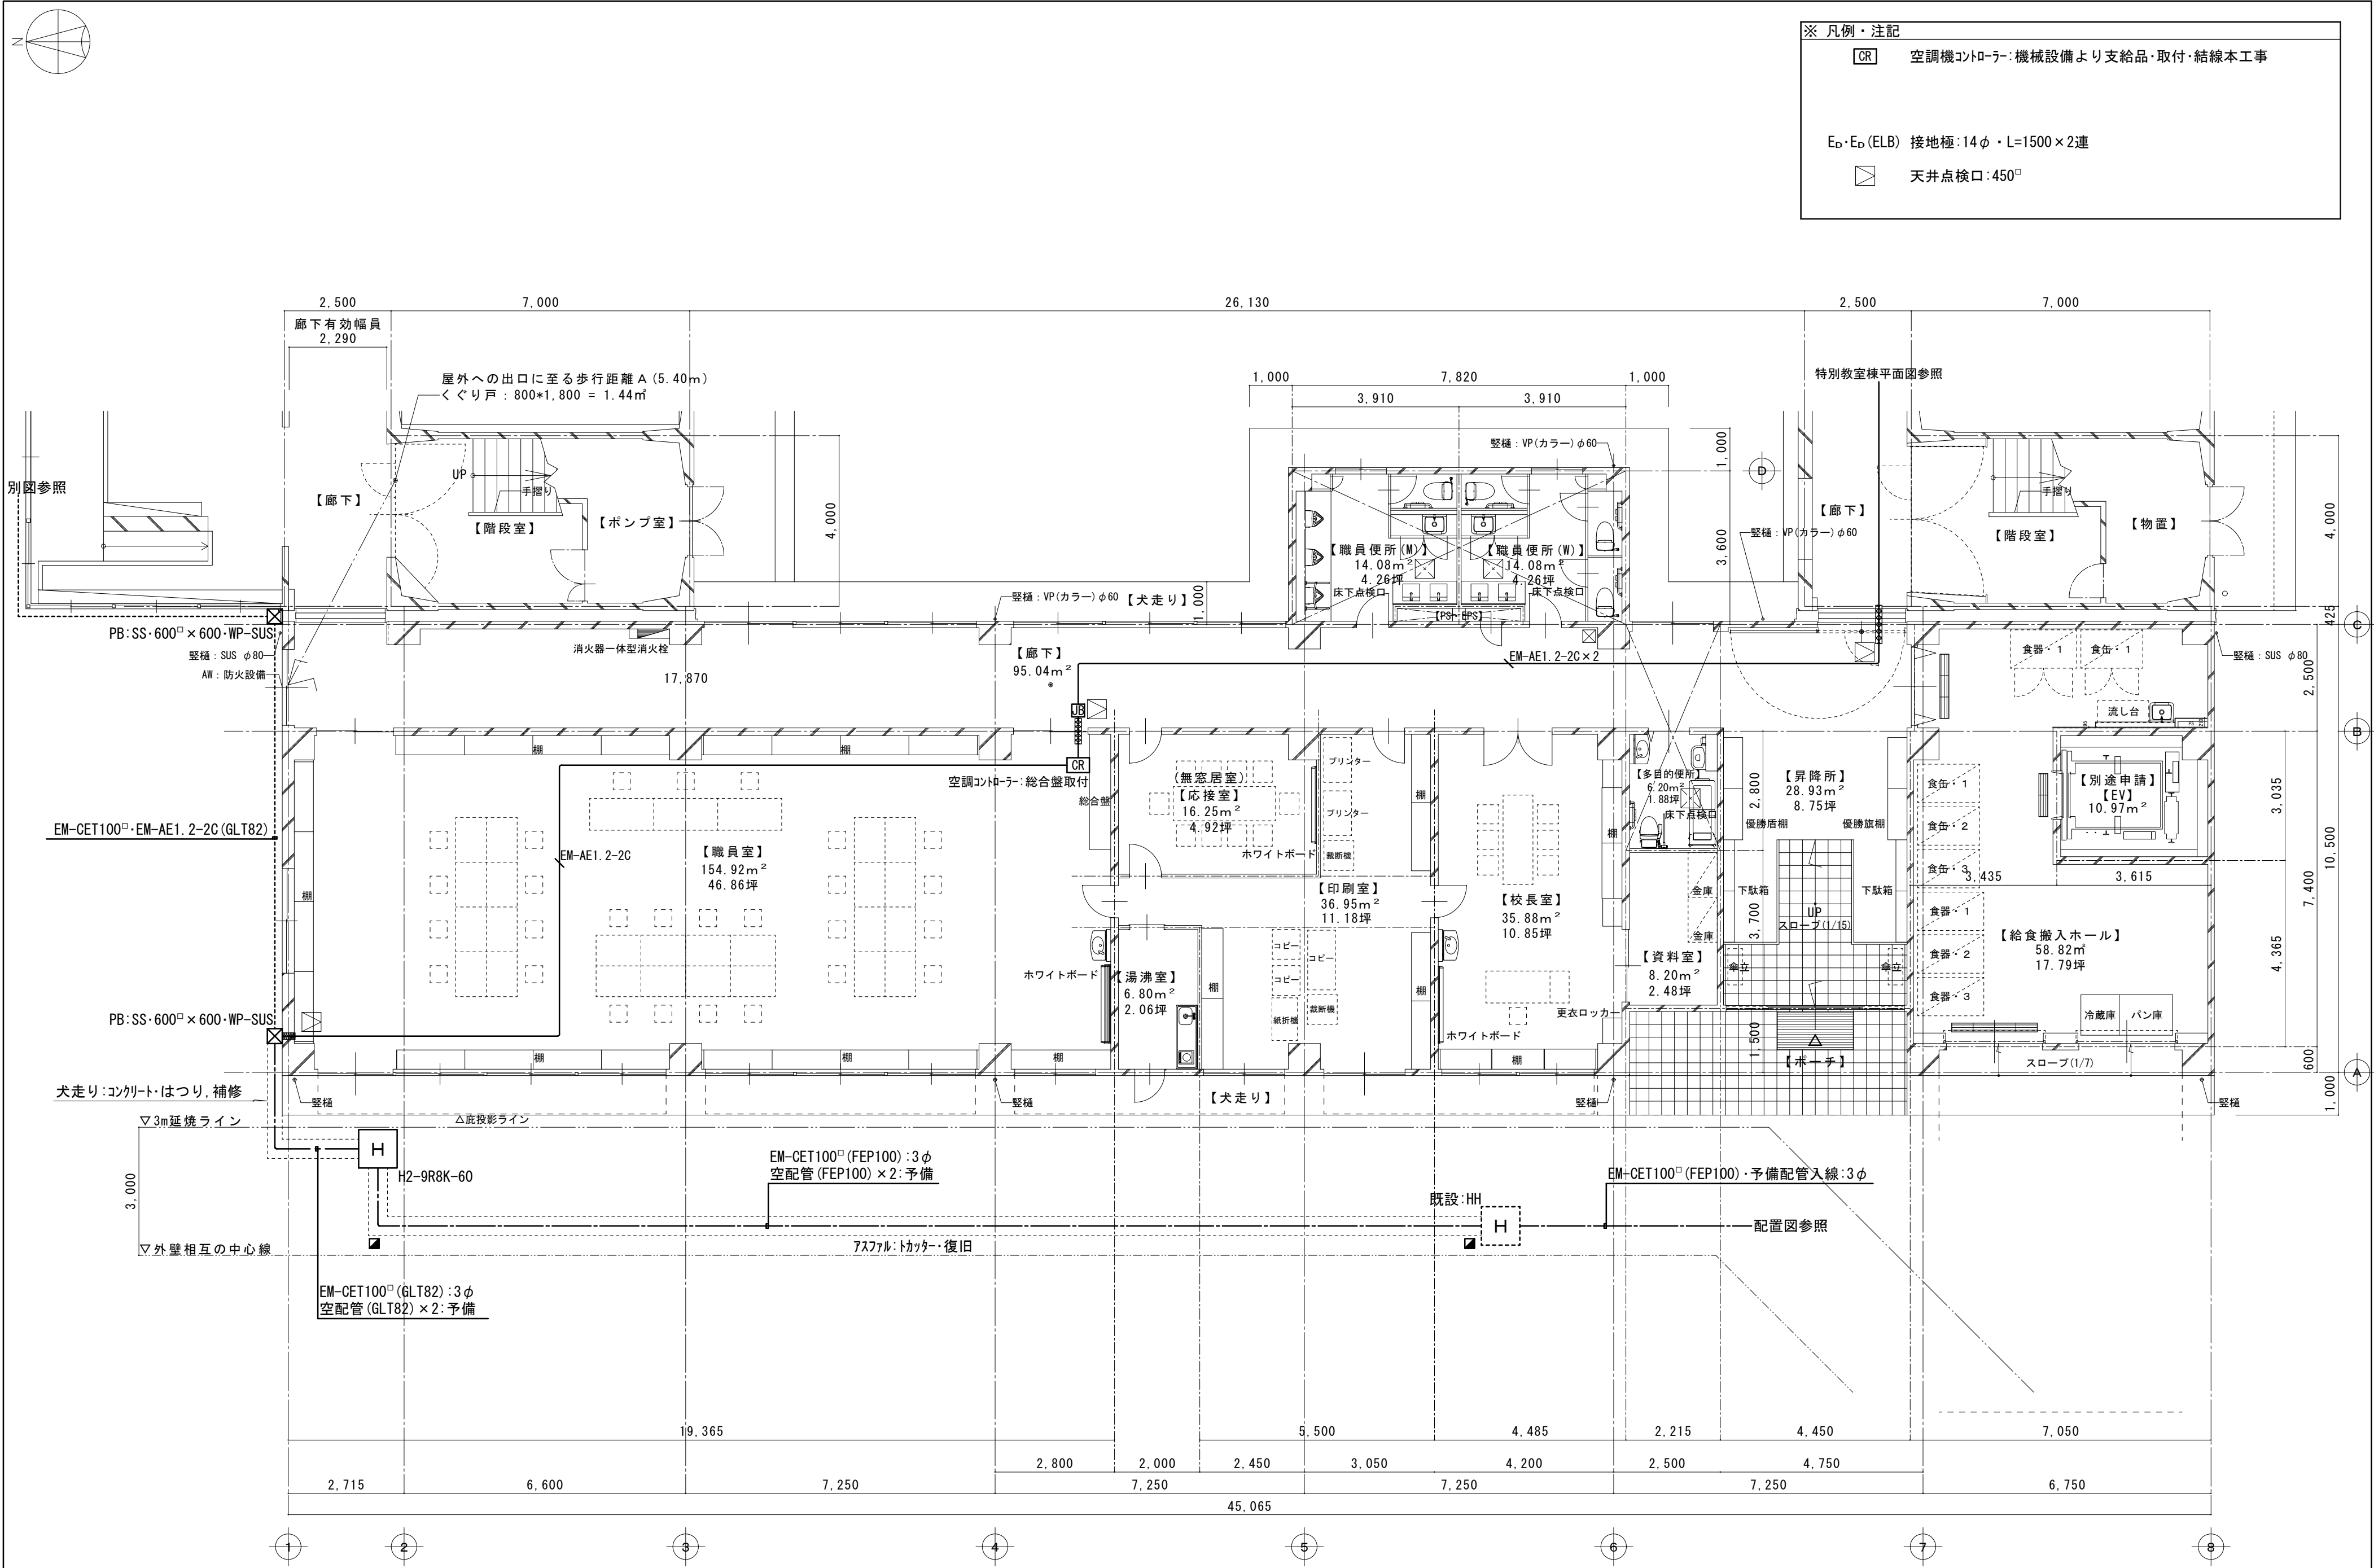 N
※ 凡例・注記
CR 空調機ｺﾝﾄﾛｰﾗｰ:機械設備より支給品・取付・結線本工事
ED・ED(ELB) 接地極:14φ・L=1500×2連
天井点検口:450□
2,500
7,000
26,130
2,500
7,000
廊下有効幅員
2,290
屋外への出口に至る歩行距離A(5.40m)
くぐり戸：800*1,800 = 1.44㎡
1,000
7,820
1,000
3,910
3,910
特別教室棟平面図参照
竪樋：VP(カラー)φ60
1,000
D
別図参照
【廊下】
UP
手摺り
【階段室】
【ポンプ室】
4,000
【職員便所(M)】
14.08m²
4.26坪
床下点検口
【職員便所(W)】
14.08m²
4.26坪
床下点検口
【PS・EPS】
3,600
竪樋：VP(カラー)φ60
【廊下】
手摺り
【階段室】
【物置】
4,000
425
C
竪樋：VP(カラー)φ60
【犬走り】
1,000
PB:SS・600□×600・WP-SUS
竪樋：SUS φ80
AW：防火設備
消火器一体型消火栓
17,870
【廊下】
95.04m²
EM-AE1.2-2C×2
食器・1
食缶・1
竪樋：SUS φ80
2,500
流し台
B
JB
CR
空調ｺﾝﾄﾛｰﾗｰ:総合盤取付
総合盤
棚
棚
EM-CET100□・EM-AE1.2-2C(GLT82)
棚
EM-AE1.2-2C
【職員室】
154.92m²
46.86坪
(無窓居室)
【応接室】
16.25m²
4.92坪
ホワイトボード
プリンター
プリンター
裁断機
棚
棚
【多目的便所】
6.20m²
1.88坪
床下点検口
2,800
【昇降所】
28.93m²
8.75坪
優勝盾棚
優勝旗棚
食缶・1
食缶・2
食缶・3
【別途申請】
【EV】
10.97m²
3,035
10,500
3,435
3,615
7,400
【印刷室】
36.95m²
11.18坪
【校長室】
35.88m²
10.85坪
金庫
金庫
下駄箱
下駄箱
3,700
UP
スロープ(1/15)
食器・1
食器・2
食器・3
【給食搬入ホール】
58.82㎡
17.79坪
4,365
ホワイトボード
【湯沸室】
6.80m²
2.06坪
棚
コピー
コピー
コピー
紙折機
裁断機
棚
ホワイトボード
更衣ロッカー
【資料室】
8.20m²
2.48坪
傘立
傘立
冷蔵庫
パン庫
PB:SS・600□×600・WP-SUS
棚
棚
棚
棚
1,500
【ポーチ】
スロープ(1/7)
600
A
犬走り:ｺﾝｸﾘｰﾄ・はつり,補修
竪樋
竪樋
【犬走り】
竪樋
竪樋
1,000
▽3m延焼ライン
△庇投影ライン
H
H2-9R8K-60
3,000
EM-CET100□(FEP100):3φ
空配管(FEP100)×2:予備
EM-CET100□(FEP100)・予備配管入線:3φ
既設:HH
H
配置図参照
▽外壁相互の中心線
ｱｽﾌｧﾙ:ﾄｶｯﾀｰ・復旧
EM-CET100□(GLT82):3φ
空配管(GLT82)×2:予備
19,365
5,500
4,485
2,215
4,450
7,050
2,800
2,000
2,450
3,050
4,200
2,500
4,750
2,715
6,600
7,250
7,250
7,250
7,250
6,750
45,065
1
2
3
4
5
6
7
8